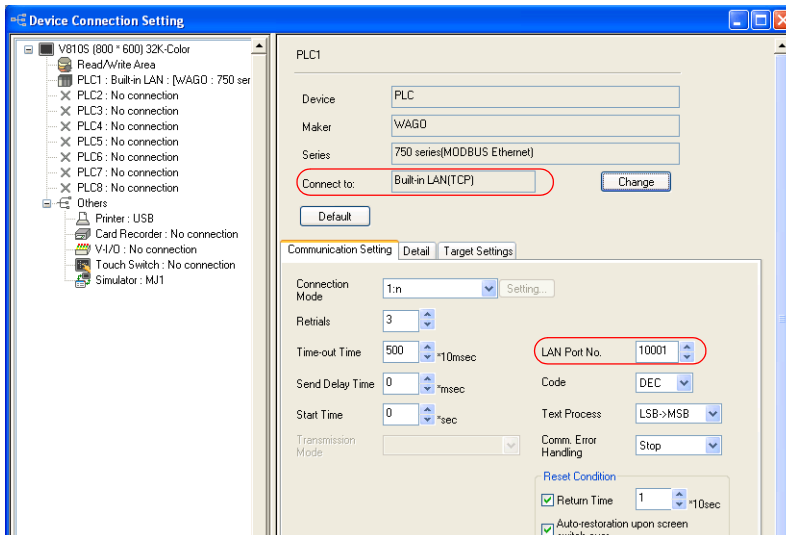 Device Connection Setting
V810S (800 * 600) 32K-Color
Read/Write Area
PLC1 : Built-in LAN : [WAGO : 750 ser
PLC2 : No connection
PLC3 : No connection
PLC4 : No connection
PLC5 : No connection
PLC6 : No connection
PLC7 : No connection
PLC8 : No connection
Others
Printer : USB
Card Recorder : No connection
V-I/O : No connection
Touch Switch : No connection
Simulator : MJ1
PLC1
Device PLC
Maker WAGO
Series 750 series(MODBUS Ethernet)
Connect to: Built-in LAN(TCP) Change
Default
Communication Setting Detail Target Settings
Connection Mode 1:n Setting...
Retrials 3
Time-out Time 500 *10msec LAN Port No. 10001
Send Delay Time 0 *msec Code DEC
Start Time 0 *sec Text Process LSB->MSB
Transmission Mode Comm. Error Handling Stop
Reset Condition
Return Time 1 *10sec
Auto-restoration upon screen